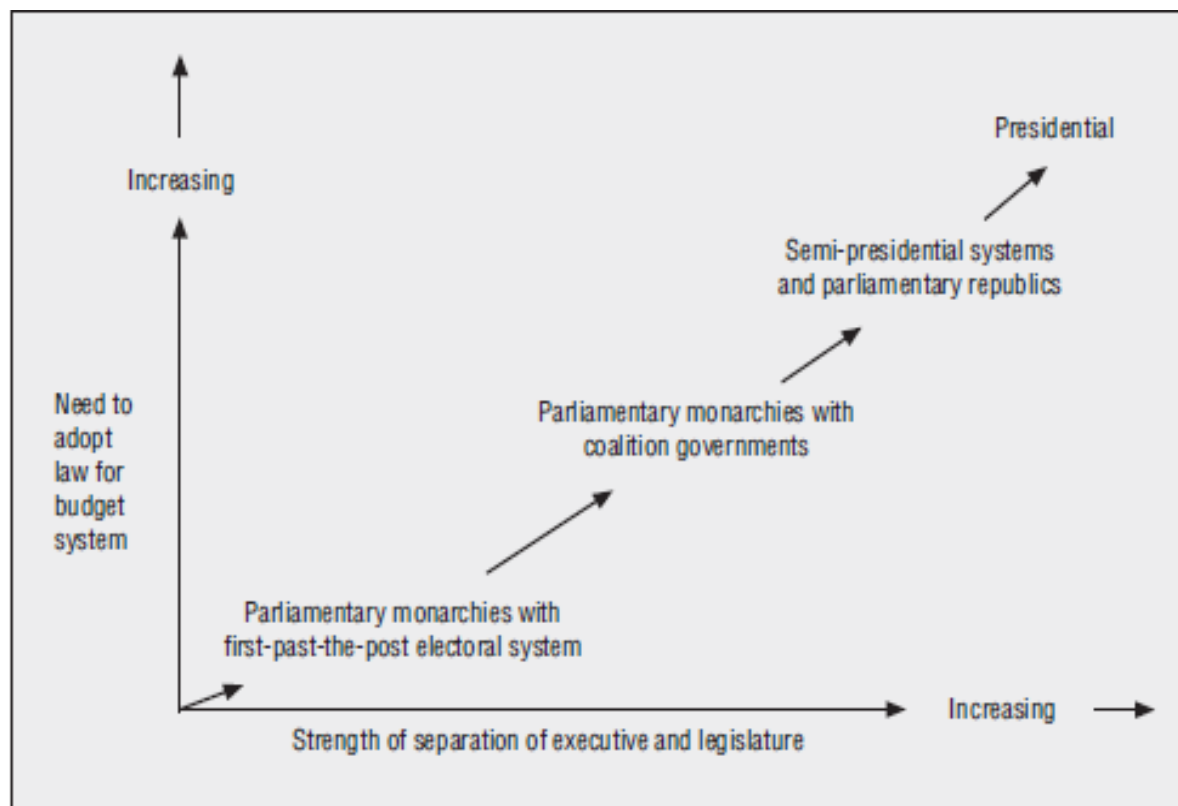 Presidential
Increasing
Semi-presidential systems
and parliamentary republics
Need to
adopt
law for
budget
system
Parliamentary monarchies with
coalition governments
Parliamentary monarchies with
first-past-the-post electoral system
Increasing
Strength of separation of executive and legislature